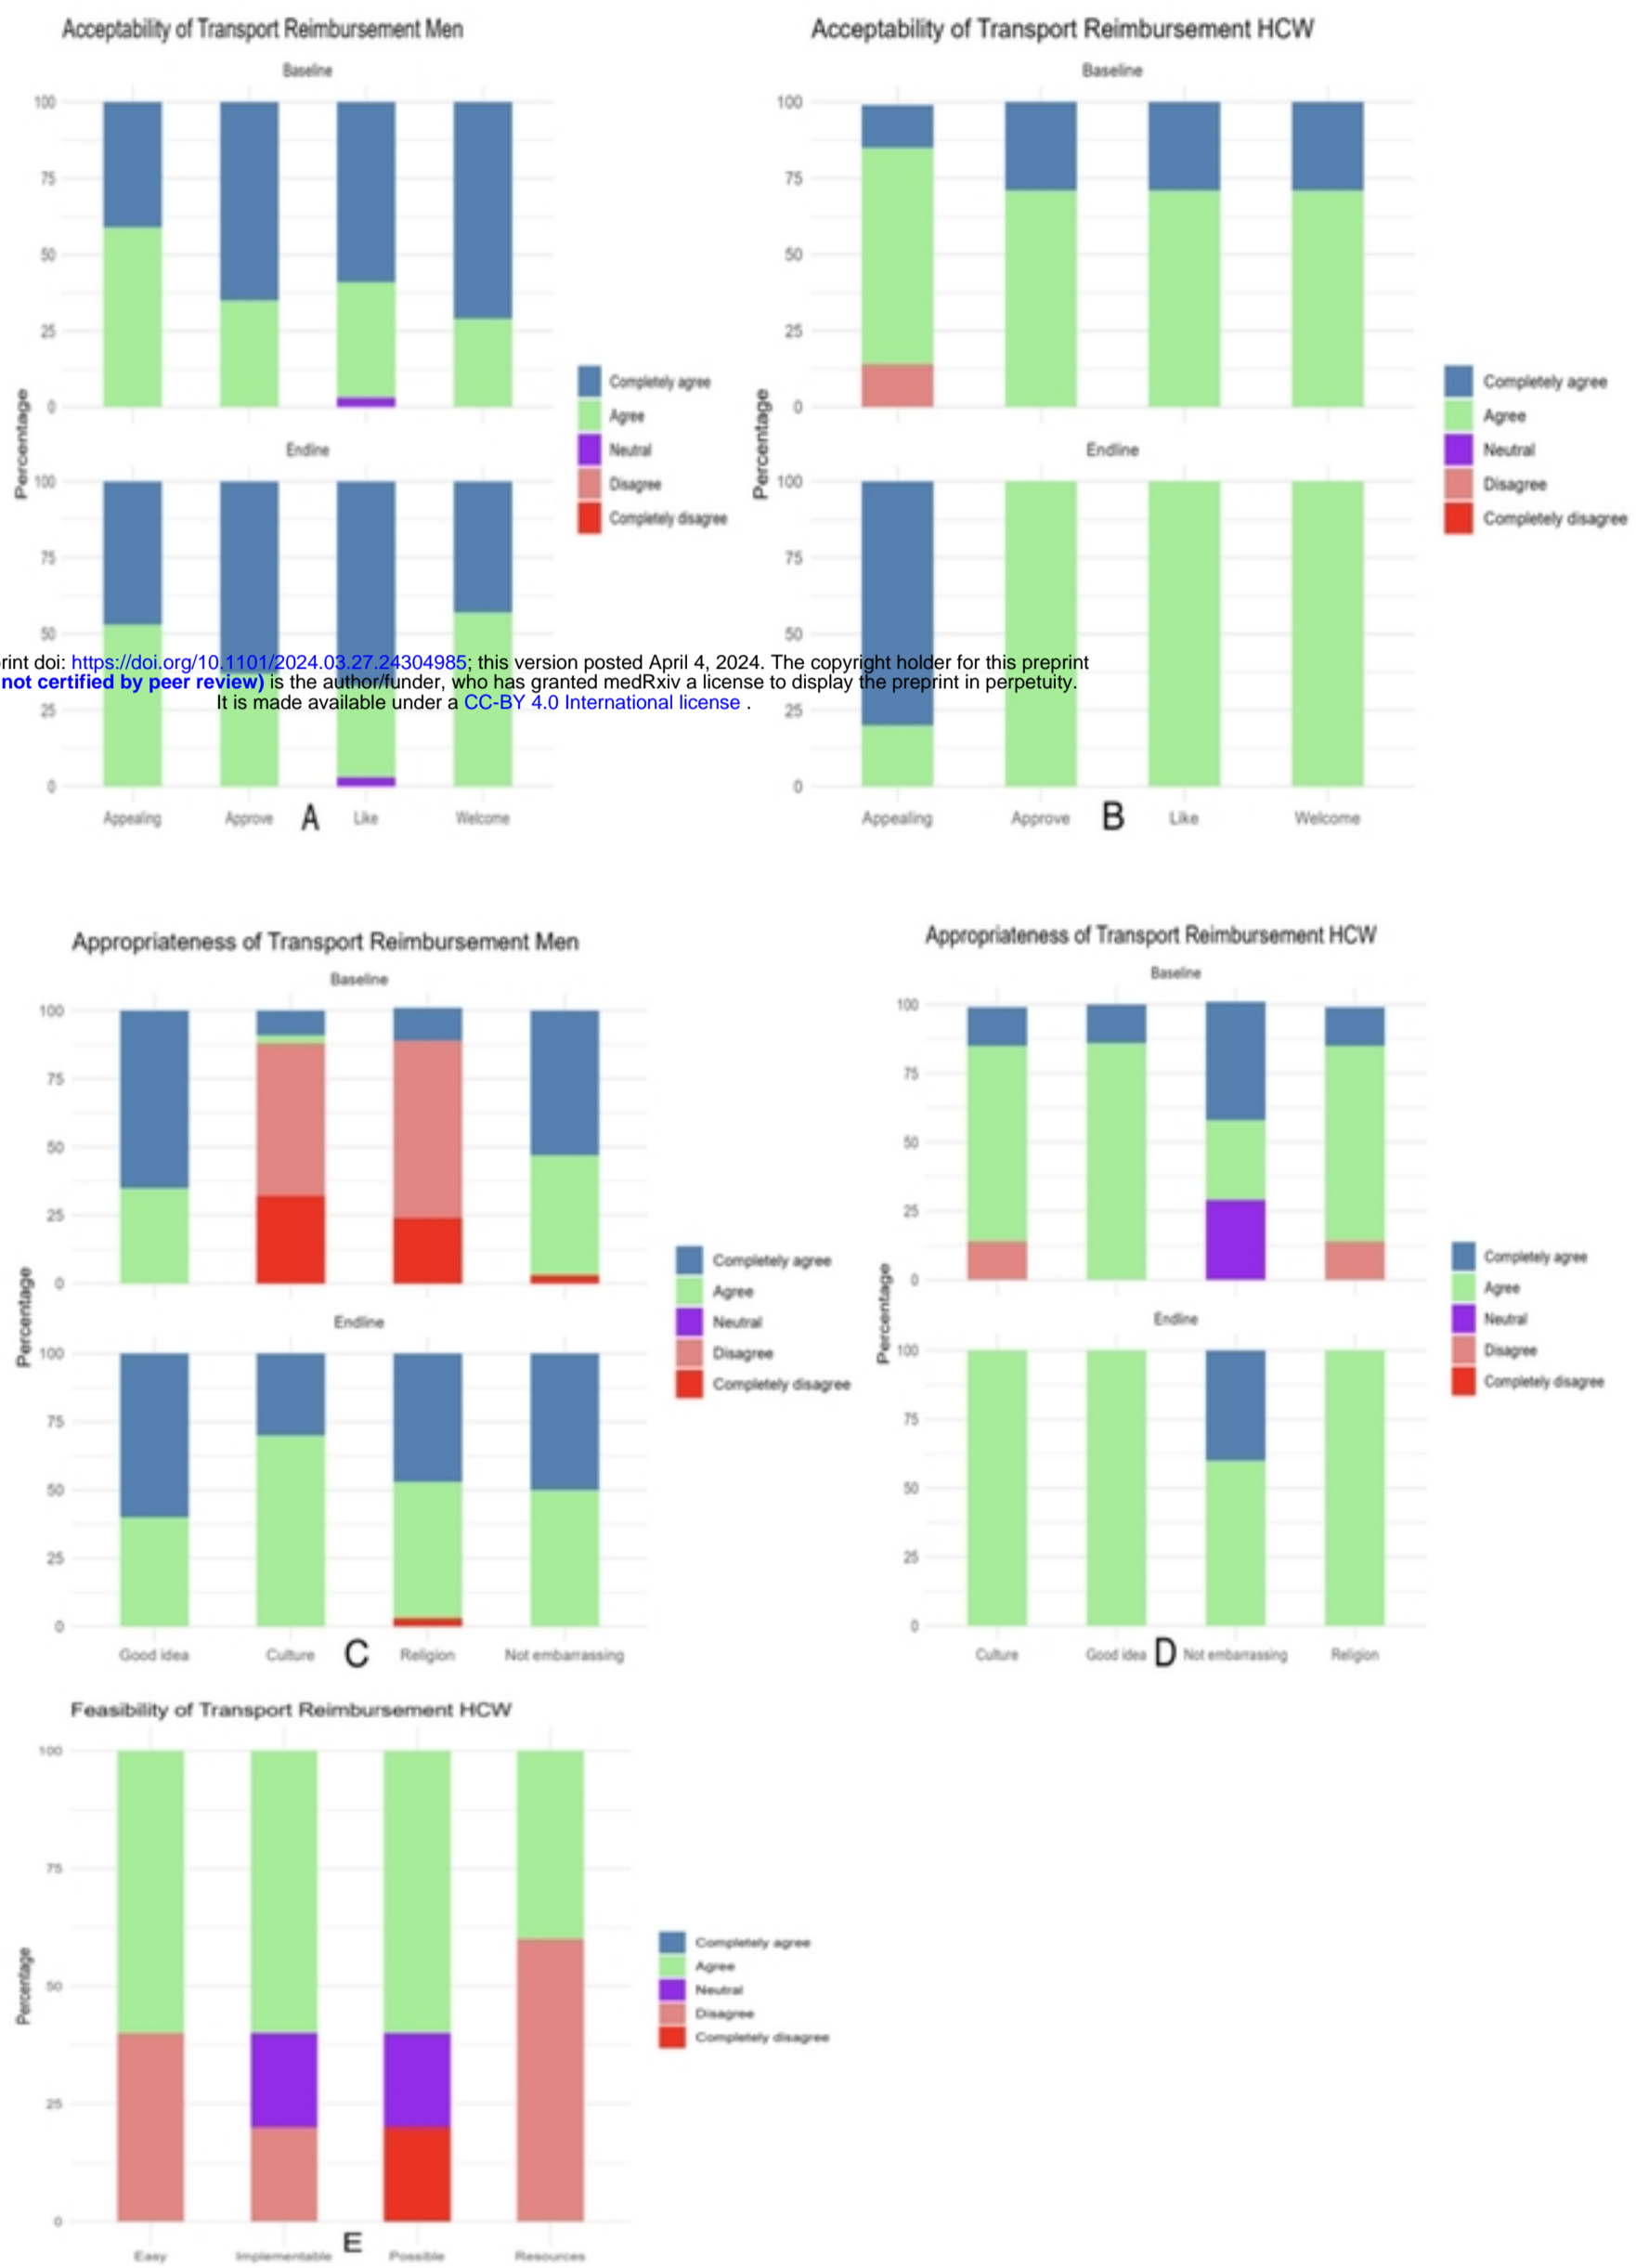 Acceptability of Transport Reimbursement Men
Baseline
100
75
50
25
0
Endline
100
75
50
25
0
Percentage
Appealing
Approve
Like
Welcome
A
Completely agree
Agree
Neutral
Disagree
Completely disagree
Acceptability of Transport Reimbursement HCW
Baseline
100
75
50
25
0
Endline
100
75
50
25
0
Percentage
Appealing
Approve
Like
Welcome
B
Completely agree
Agree
Neutral
Disagree
Completely disagree
rint doi: https://doi.org/10.1101/2024.03.27.24304985; this version posted April 4, 2024. The copyright holder for this preprint
not certified by peer review) is the author/funder, who has granted medRxiv a license to display the preprint in perpetuity.
It is made available under a CC-BY 4.0 International license .
Appropriateness of Transport Reimbursement Men
Baseline
100
75
50
25
0
Endline
100
75
50
25
0
Percentage
Good idea
Culture
Religion
Not embarrassing
C
Completely agree
Agree
Neutral
Disagree
Completely disagree
Appropriateness of Transport Reimbursement HCW
Baseline
100
75
50
25
0
Endline
100
75
50
25
0
Percentage
Culture
Good idea
Not embarrassing
Religion
D
Completely agree
Agree
Neutral
Disagree
Completely disagree
Feasibility of Transport Reimbursement HCW
100
75
50
25
0
Percentage
Easy
Implementable
Possible
Resources
E
Completely agree
Agree
Neutral
Disagree
Completely disagree